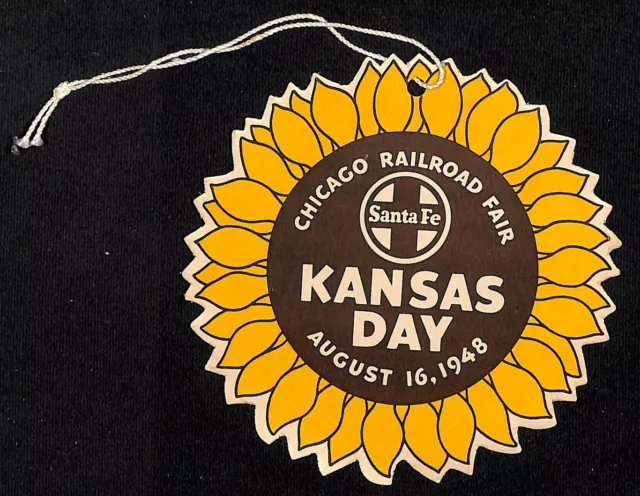 CHICAGO RAILROAD FAIR
Santa Fe
KANSAS
DAY
AUGUST 16, 1948